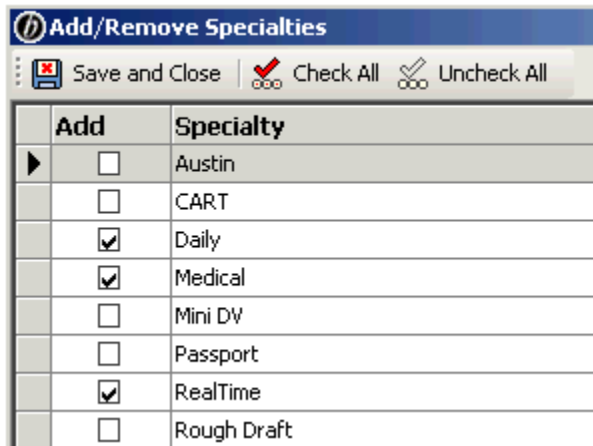 Add/Remove Specialties
Save and Close Check All Uncheck All
Add Specialty
Austin
CART
Daily
Medical
Mini DV
Passport
RealTime
Rough Draft